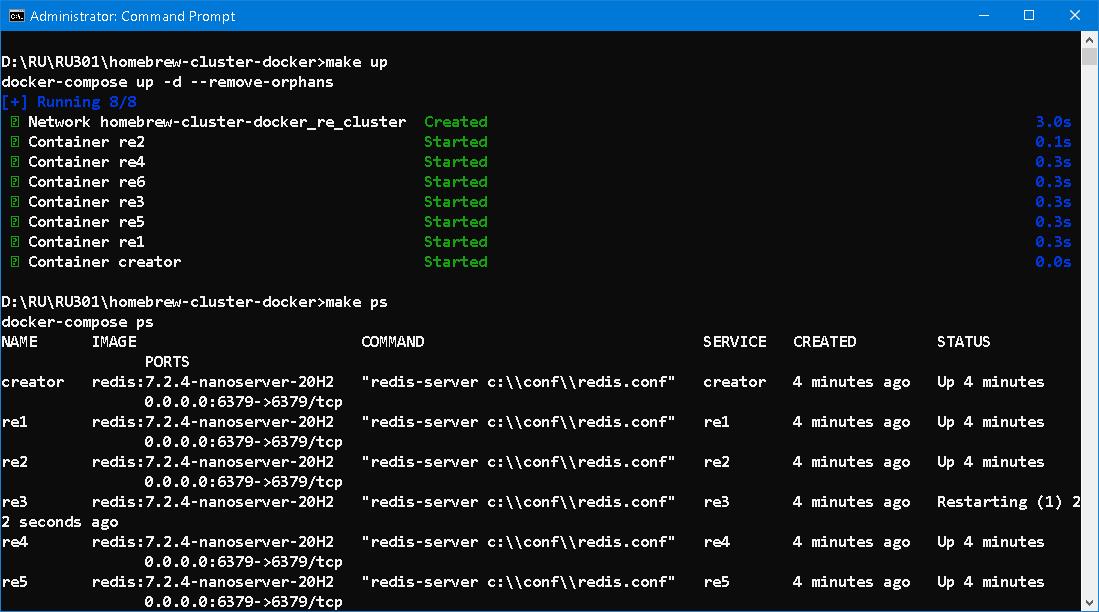 Administrator: Command Prompt
D:\RU\RU301\homebrew-cluster-docker>make up
docker-compose up -d --remove-orphans
[+] Running 8/8
Network homebrew-cluster-docker_re_cluster Created 3.0s
Container re2 Started 0.1s
Container re4 Started 0.3s
Container re6 Started 0.3s
Container re3 Started 0.3s
Container re5 Started 0.3s
Container re1 Started 0.3s
Container creator Started 0.0s
D:\RU\RU301\homebrew-cluster-docker>make ps
docker-compose ps
NAME IMAGE COMMAND SERVICE CREATED STATUS
PORTS
creator redis:7.2.4-nanoserver-20H2 "redis-server c:\\conf\\redis.conf" creator 4 minutes ago Up 4 minutes
0.0.0.0:6379->6379/tcp
re1 redis:7.2.4-nanoserver-20H2 "redis-server c:\\conf\\redis.conf" re1 4 minutes ago Up 4 minutes
0.0.0.0:6379->6379/tcp
re2 redis:7.2.4-nanoserver-20H2 "redis-server c:\\conf\\redis.conf" re2 4 minutes ago Up 4 minutes
0.0.0.0:6379->6379/tcp
re3 redis:7.2.4-nanoserver-20H2 "redis-server c:\\conf\\redis.conf" re3 4 minutes ago Restarting (1) 2
2 seconds ago
re4 redis:7.2.4-nanoserver-20H2 "redis-server c:\\conf\\redis.conf" re4 4 minutes ago Up 4 minutes
0.0.0.0:6379->6379/tcp
re5 redis:7.2.4-nanoserver-20H2 "redis-server c:\\conf\\redis.conf" re5 4 minutes ago Up 4 minutes
0.0.0.0:6379->6379/tcp